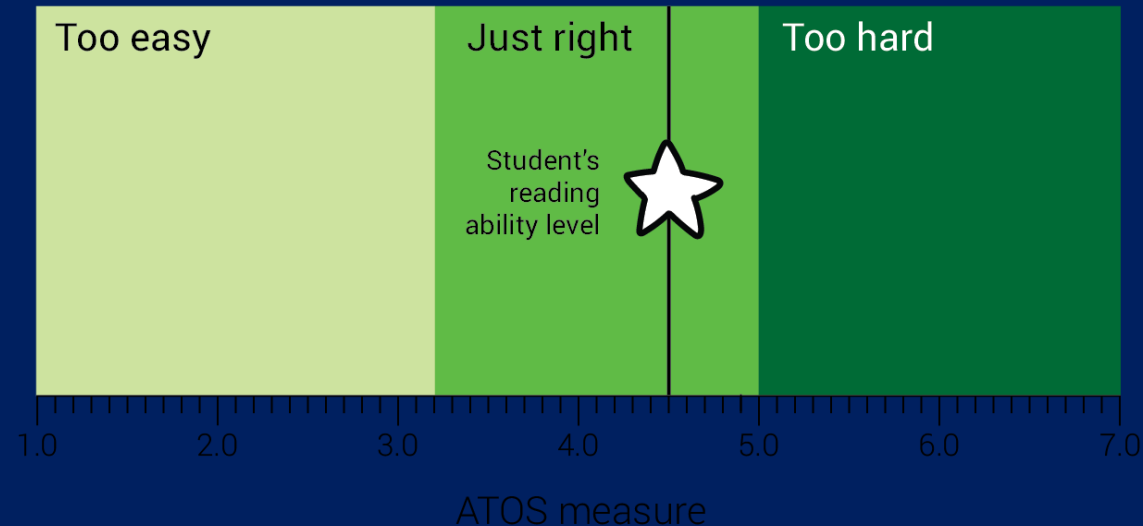 Too easy
Just right
Too hard
Student's
reading
ability level
1.0 2.0 3.0 4.0 5.0 6.0 7.0
ATOS measure